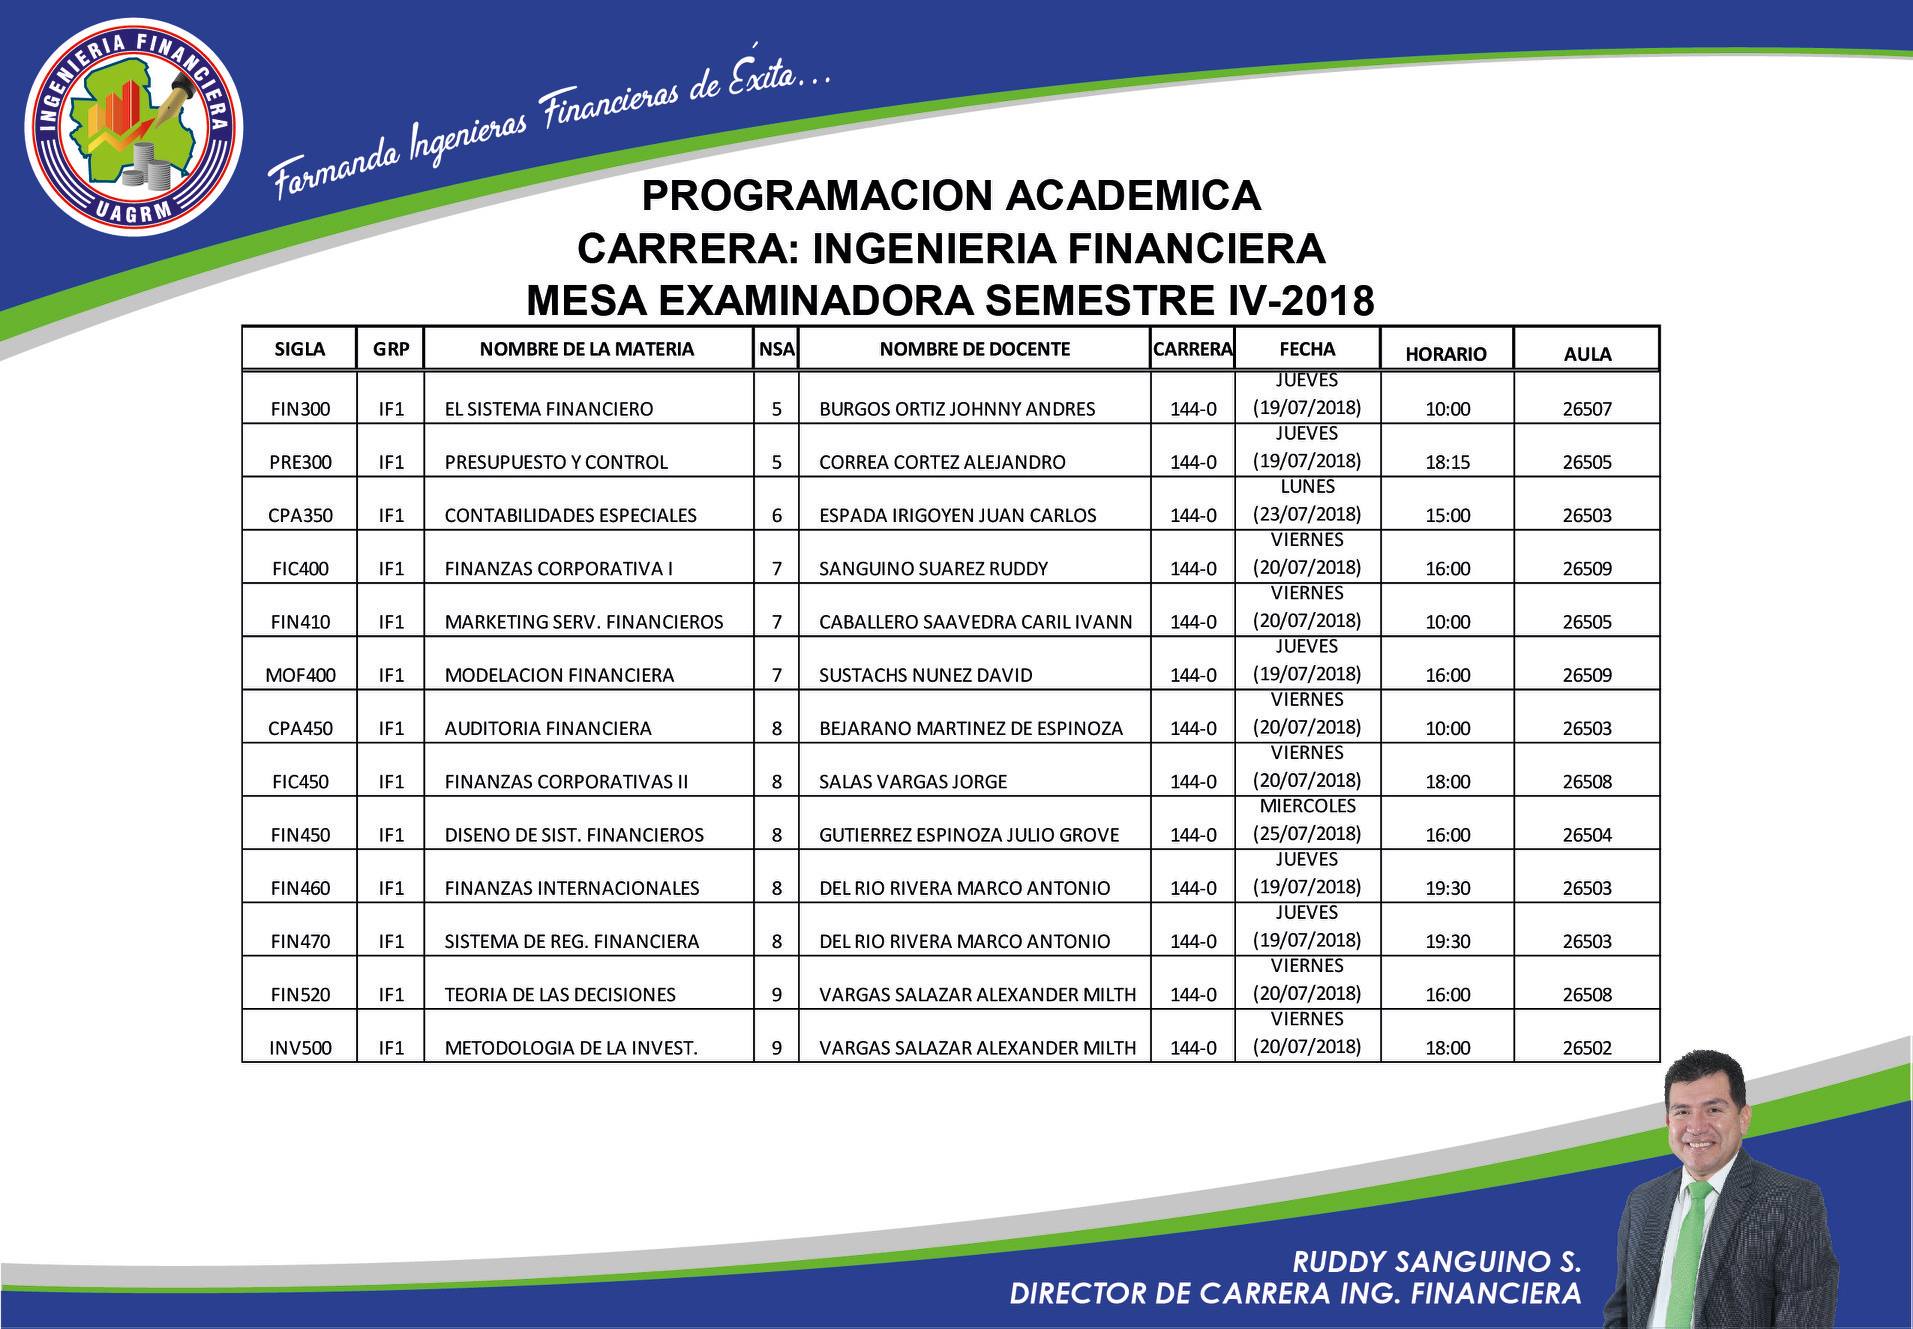 INGENIERIA FINANCIERA
UAGRM
Formando Ingenieros Financieros de Éxito...
PROGRAMACION ACADEMICA
CARRERA: INGENIERIA FINANCIERA
MESA EXAMINADORA SEMESTRE IV-2018
SIGLA GRP NOMBRE DE LA MATERIA NSA NOMBRE DE DOCENTE CARRERA FECHA HORARIO AULA
FIN300 IF1 EL SISTEMA FINANCIERO 5 BURGOS ORTIZ JOHNNY ANDRES 144-0 JUEVES (19/07/2018) 10:00 26507
PRE300 IF1 PRESUPUESTO Y CONTROL 5 CORREA CORTEZ ALEJANDRO 144-0 JUEVES (19/07/2018) 18:15 26505
CPA350 IF1 CONTABILIDADES ESPECIALES 6 ESPADA IRIGOYEN JUAN CARLOS 144-0 LUNES (23/07/2018) 15:00 26503
FIC400 IF1 FINANZAS CORPORATIVA I 7 SANGUINO SUAREZ RUDDY 144-0 VIERNES (20/07/2018) 16:00 26509
FIN410 IF1 MARKETING SERV. FINANCIEROS 7 CABALLERO SAAVEDRA CARIL IVANN 144-0 VIERNES (20/07/2018) 10:00 26505
MOF400 IF1 MODELACION FINANCIERA 7 SUSTACHS NUNEZ DAVID 144-0 JUEVES (19/07/2018) 16:00 26509
CPA450 IF1 AUDITORIA FINANCIERA 8 BEJARANO MARTINEZ DE ESPINOZA 144-0 VIERNES (20/07/2018) 10:00 26503
FIC450 IF1 FINANZAS CORPORATIVAS II 8 SALAS VARGAS JORGE 144-0 VIERNES (20/07/2018) 18:00 26508
FIN450 IF1 DISENO DE SIST. FINANCIEROS 8 GUTIERREZ ESPINOZA JULIO GROVE 144-0 MIERCOLES (25/07/2018) 16:00 26504
FIN460 IF1 FINANZAS INTERNACIONALES 8 DEL RIO RIVERA MARCO ANTONIO 144-0 JUEVES (19/07/2018) 19:30 26503
FIN470 IF1 SISTEMA DE REG. FINANCIERA 8 DEL RIO RIVERA MARCO ANTONIO 144-0 JUEVES (19/07/2018) 19:30 26503
FIN520 IF1 TEORIA DE LAS DECISIONES 9 VARGAS SALAZAR ALEXANDER MILTH 144-0 VIERNES (20/07/2018) 16:00 26508
INV500 IF1 METODOLOGIA DE LA INVEST. 9 VARGAS SALAZAR ALEXANDER MILTH 144-0 VIERNES (20/07/2018) 18:00 26502
RUDDY SANGUINO S.
DIRECTOR DE CARRERA ING. FINANCIERA